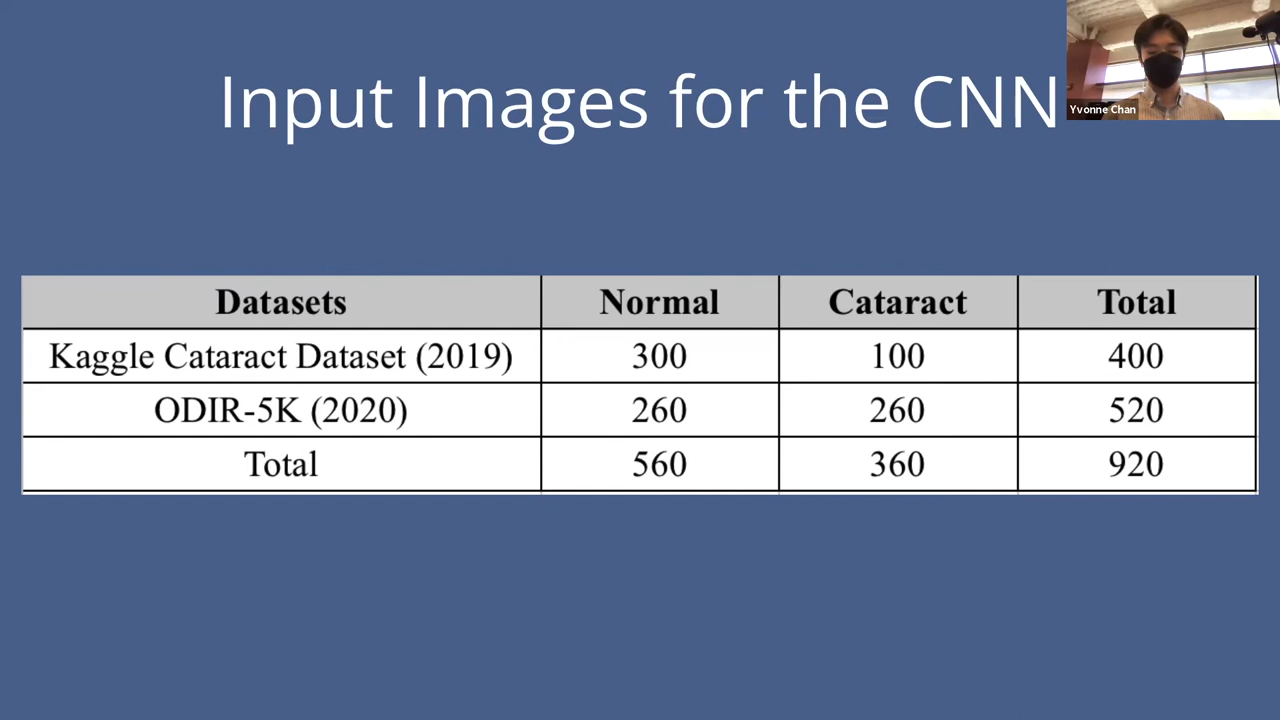 Input Images for the CNN
Yvonne Chan
Datasets Normal Cataract Total
Kaggle Cataract Dataset (2019) 300 100 400
ODIR-5K (2020) 260 260 520
Total 560 360 920